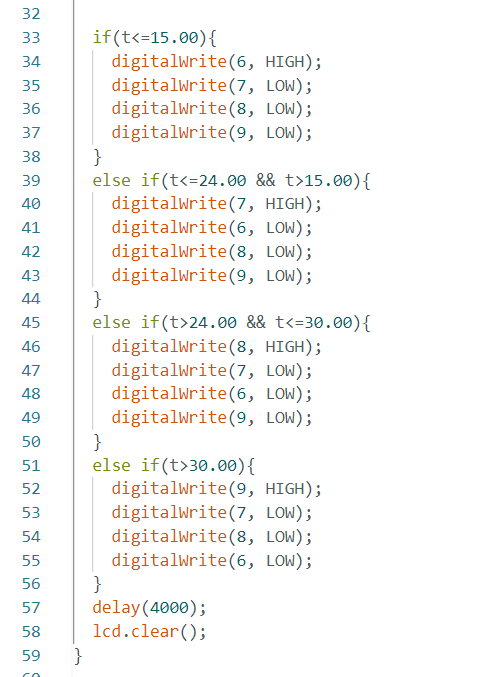 32
33 if(t<=15.00){
34 digitalWrite(6, HIGH);
35 digitalWrite(7, LOW);
36 digitalWrite(8, LOW);
37 digitalWrite(9, LOW);
38 }
39 else if(t<=24.00 && t>15.00){
40 digitalWrite(7, HIGH);
41 digitalWrite(6, LOW);
42 digitalWrite(8, LOW);
43 digitalWrite(9, LOW);
44 }
45 else if(t>24.00 && t<=30.00){
46 digitalWrite(8, HIGH);
47 digitalWrite(7, LOW);
48 digitalWrite(6, LOW);
49 digitalWrite(9, LOW);
50 }
51 else if(t>30.00){
52 digitalWrite(9, HIGH);
53 digitalWrite(7, LOW);
54 digitalWrite(8, LOW);
55 digitalWrite(6, LOW);
56 }
57 delay(4000);
58 lcd.clear();
59 }